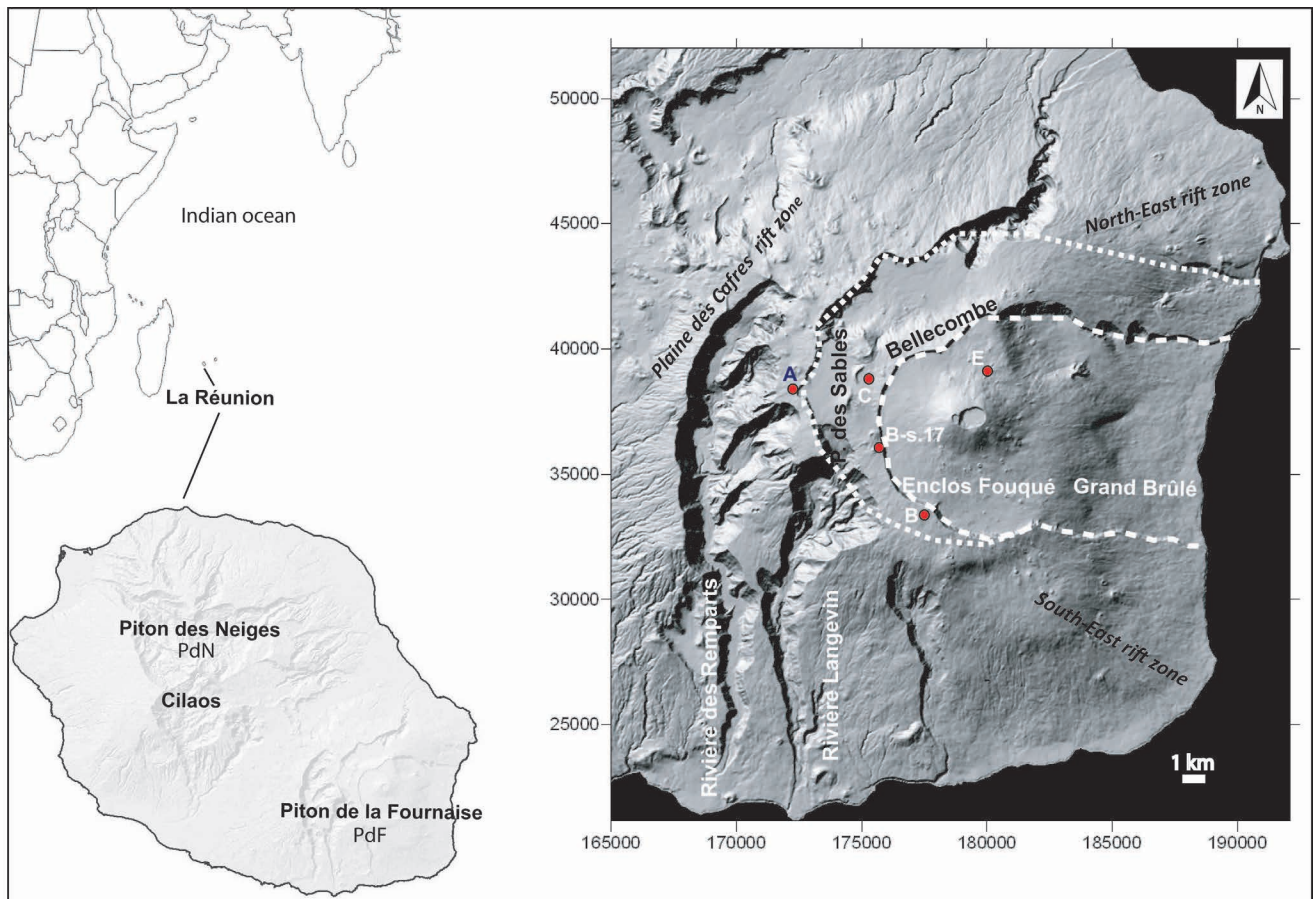 Indian ocean
La Réunion
Piton des Neiges
PdN
Cilaos
Piton de la Fournaise
PdF
N
50000
45000
40000
35000
30000
25000
165000
170000
175000
180000
185000
190000
North-East rift zone
Plaine des Cafres rift zone
Bellecombe
P. des Sables
A
C
E
B-s.17
B
Enclos Fouqué
Grand Brûlé
South-East rift zone
Rivière des Remparts
Rivière Langevin
1 km